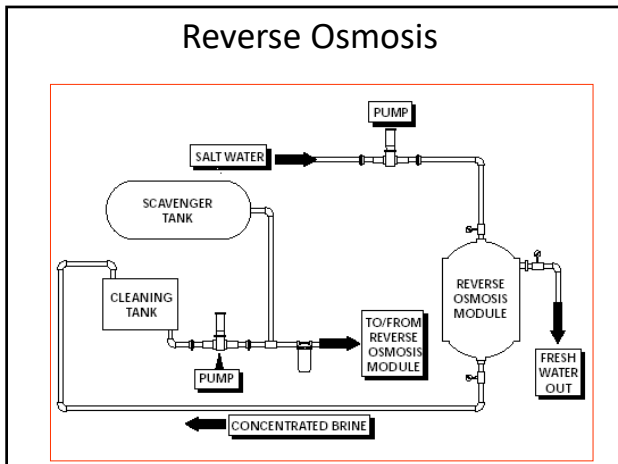 Reverse Osmosis
PUMP
SALT WATER
SCAVENGER
TANK
CLEANING
TANK
PUMP
TO/FROM
REVERSE
OSMOSIS
MODULE
REVERSE
OSMOSIS
MODULE
FRESH
WATER
OUT
CONCENTRATED BRINE